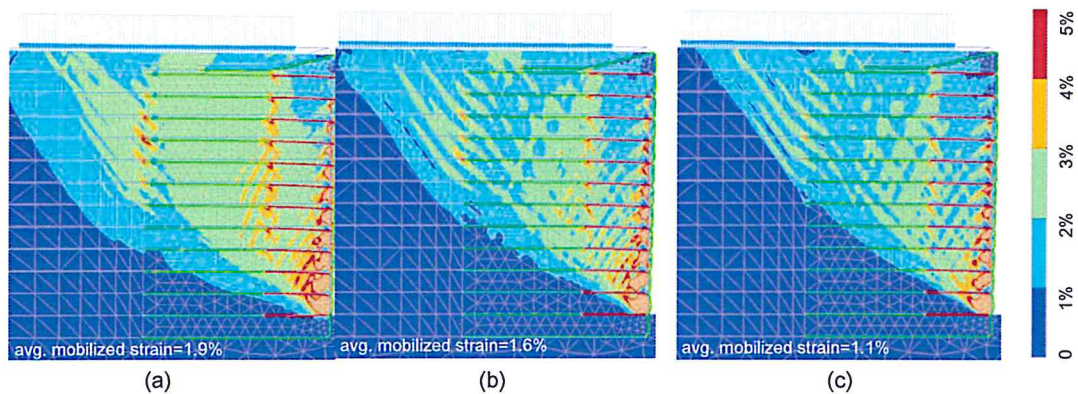 avg. mobilized strain=1.9%
avg. mobilized strain=1.6%
avg. mobilized strain=1.1%
(a)
(b)
(c)
5%
4%
3%
2%
1%
0